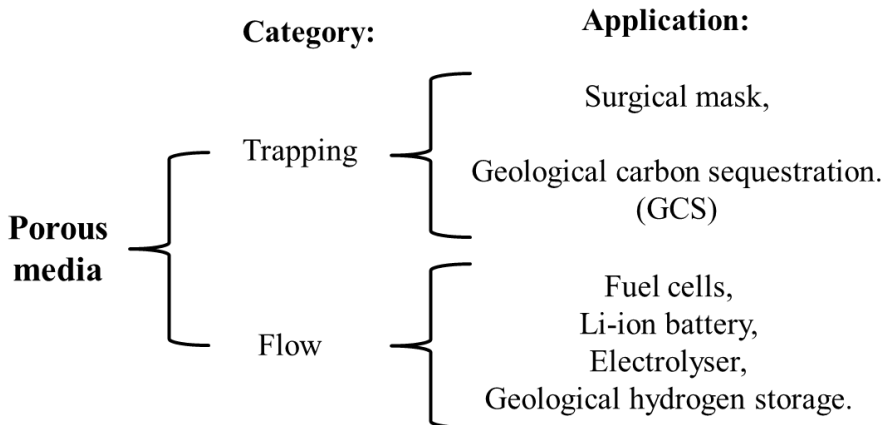 Category:
Application:
Porous
media
Trapping
Surgical mask,
Geological carbon sequestration.
(GCS)
Flow
Fuel cells,
Li-ion battery,
Electrolyser,
Geological hydrogen storage.